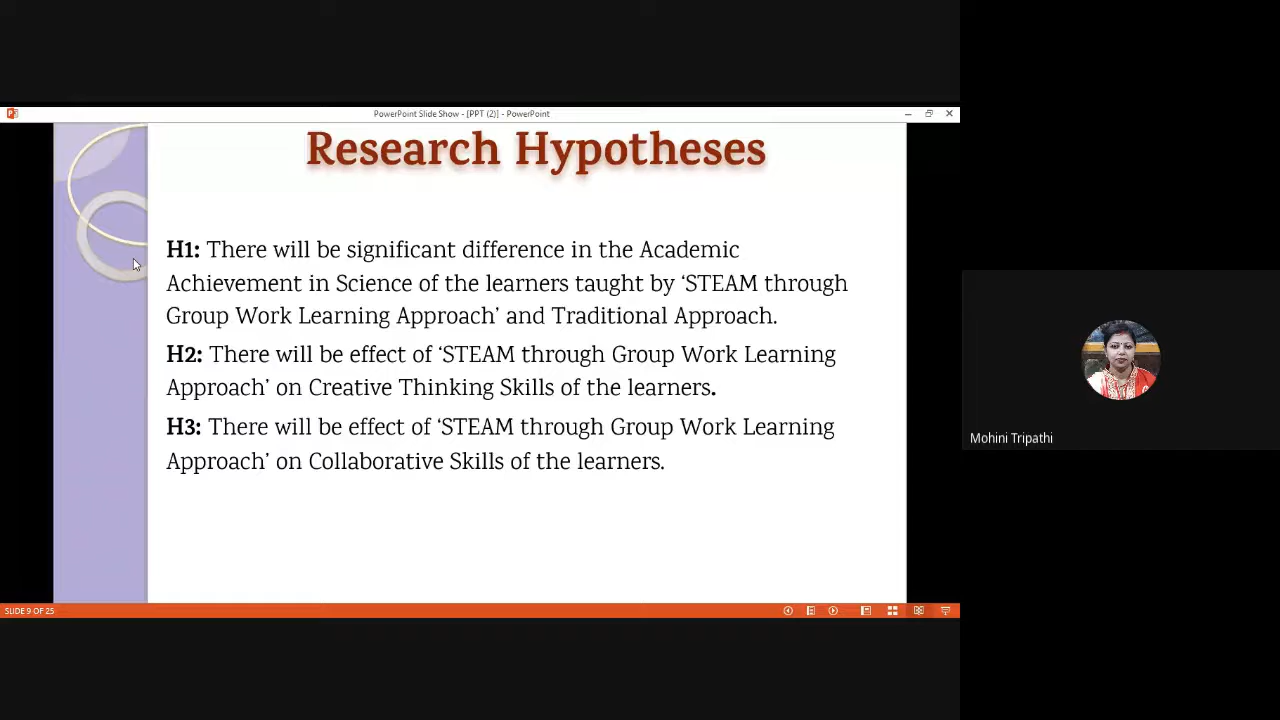 PowerPoint Slide Show - [PPT (2)] - PowerPoint
Research Hypotheses
H1: There will be significant difference in the Academic
Achievement in Science of the learners taught by ‘STEAM through
Group Work Learning Approach’ and Traditional Approach.
H2: There will be effect of ‘STEAM through Group Work Learning
Approach’ on Creative Thinking Skills of the learners.
H3: There will be effect of ‘STEAM through Group Work Learning
Approach’ on Collaborative Skills of the learners.
SLIDE 9 OF 25
Mohini Tripathi